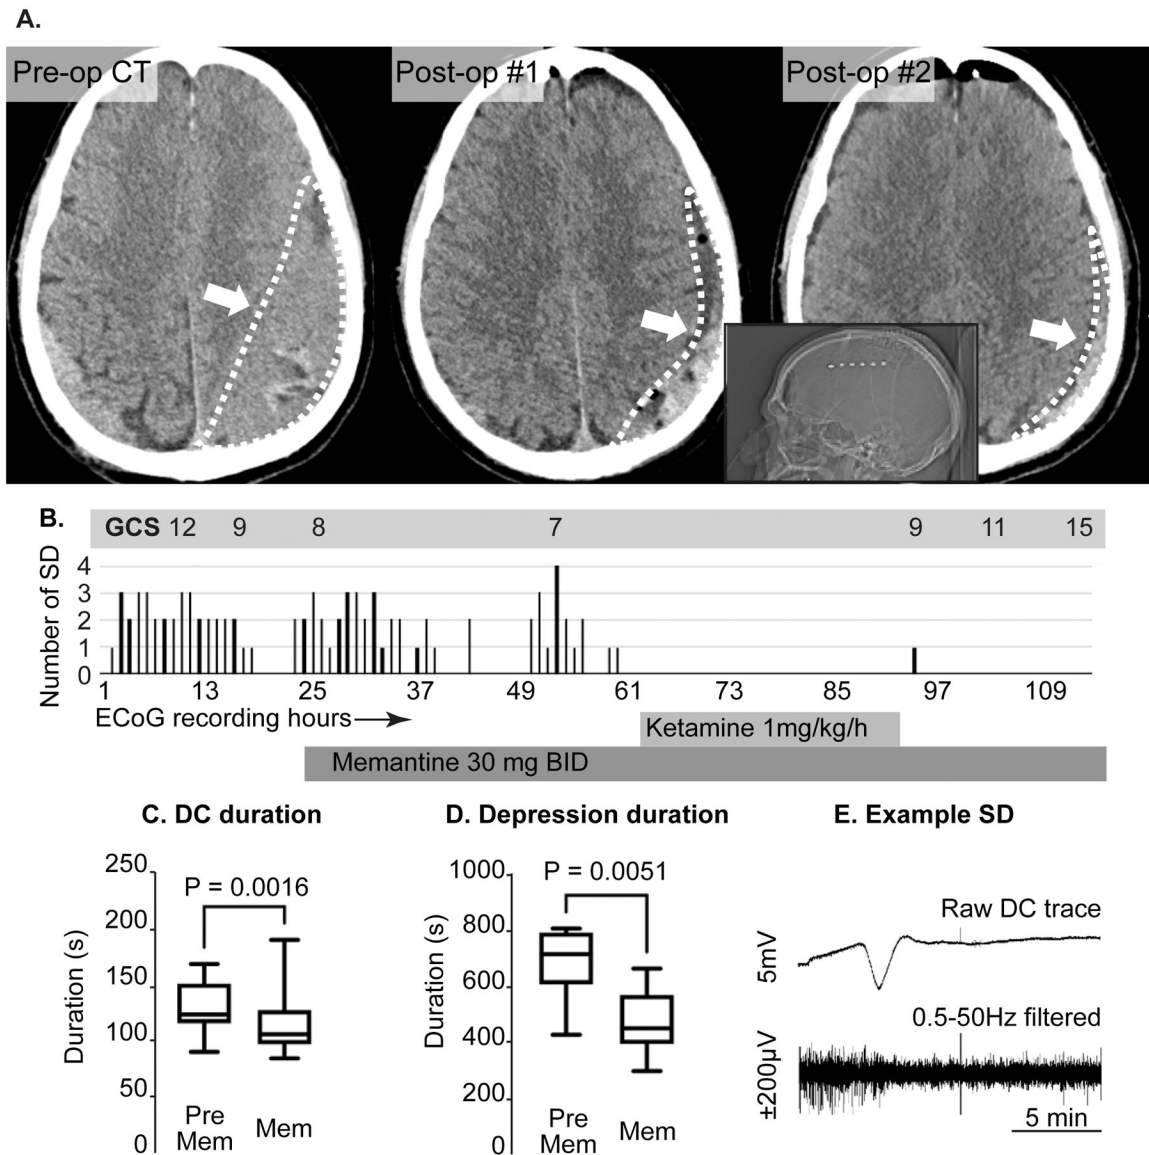 A.
Pre-op CT
Post-op #1
Post-op #2
B.
GCS 12 9 8 7 9 11 15
Number of SD
4
3
2
1
0
1 13 25 37 49 61 73 85 97 109
ECoG recording hours
Ketamine 1mg/kg/h
Memantine 30 mg BID
C. DC duration
Duration (s)
250
200
150
100
50
0
P = 0.0016
Pre
Mem
Mem
D. Depression duration
Duration (s)
1000
800
600
400
200
0
P = 0.0051
Pre
Mem
Mem
E. Example SD
Raw DC trace
5mV
0.5-50Hz filtered
±200µV
5 min